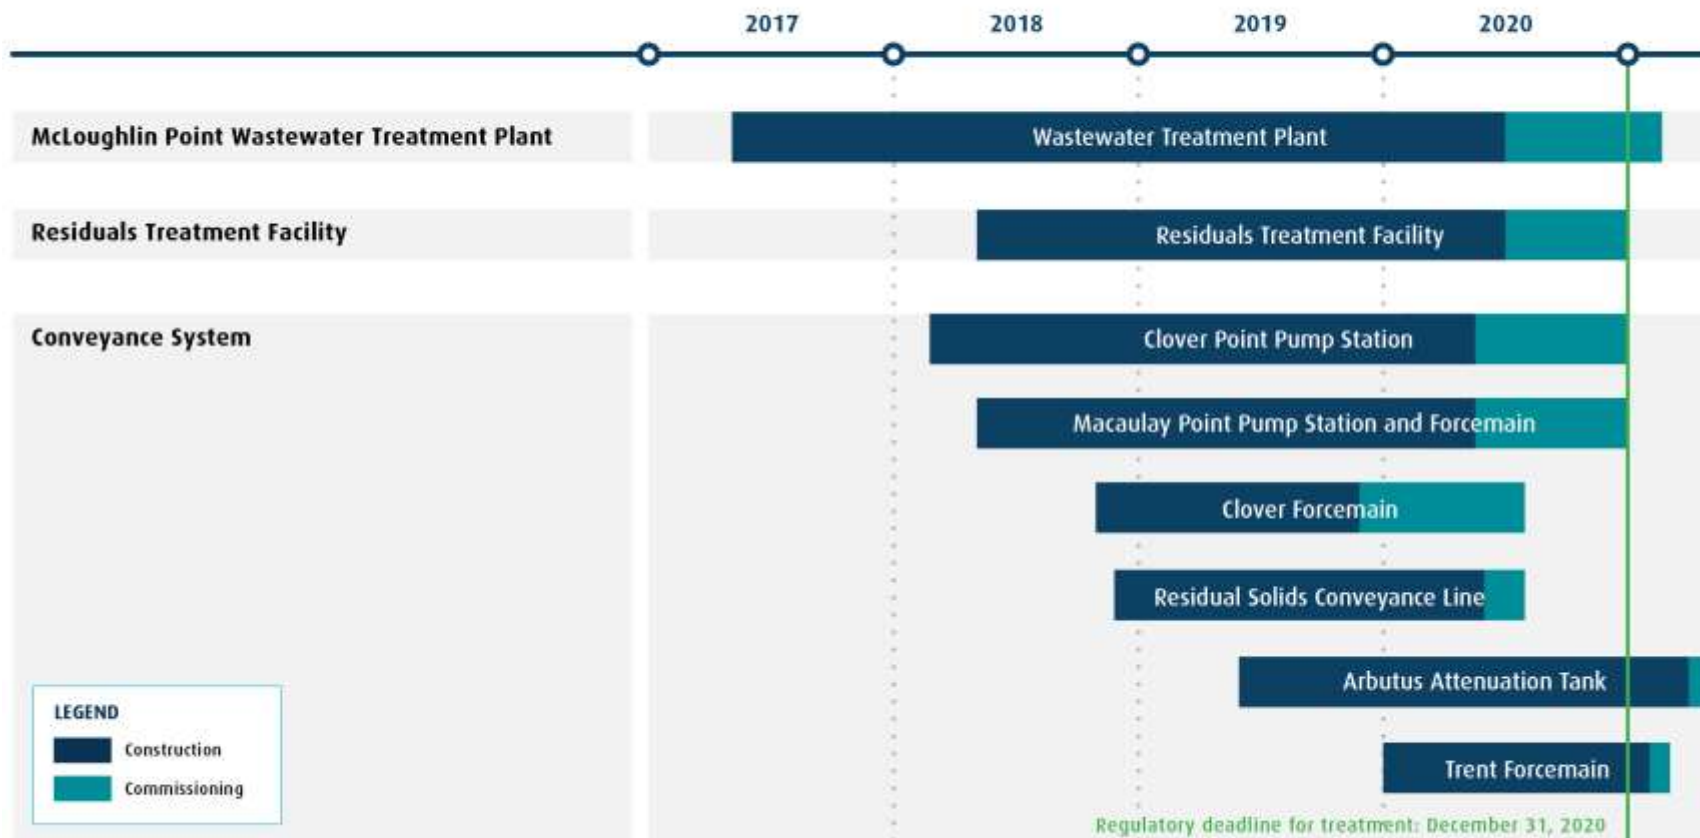 2017 2018 2019 2020
McLoughlin Point Wastewater Treatment Plant
Wastewater Treatment Plant
Residuals Treatment Facility
Residuals Treatment Facility
Conveyance System
Clover Point Pump Station
Macaulay Point Pump Station and Forcemain
Clover Forcemain
Residual Solids Conveyance Line
Arbutus Attenuation Tank
Trent Forcemain
LEGEND
Construction
Commissioning
Regulatory deadline for treatment: December 31, 2020